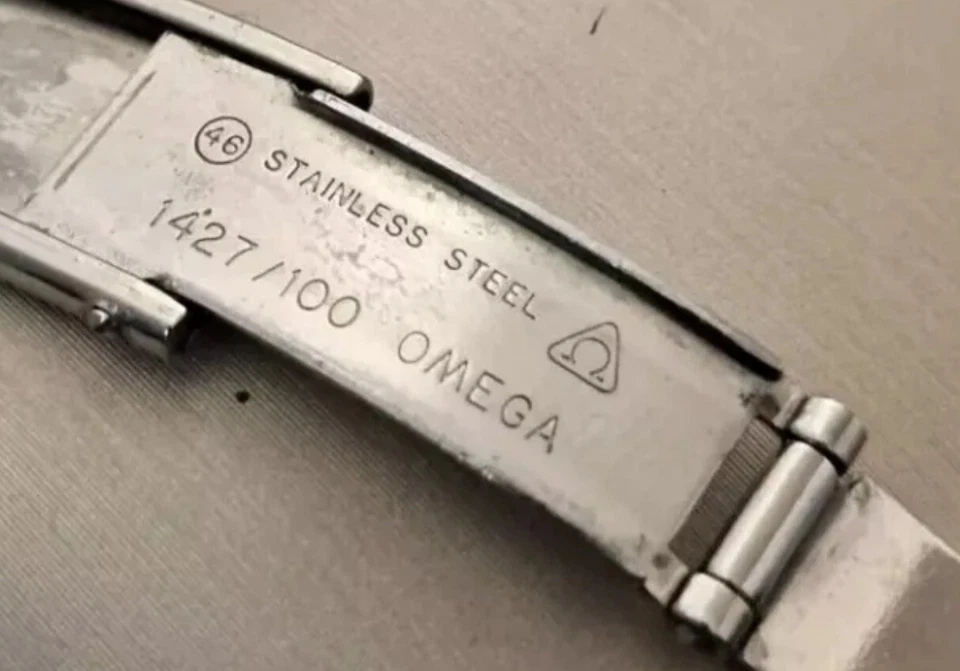 46 STAINLESS STEEL Ω
1427/100 OMEGA